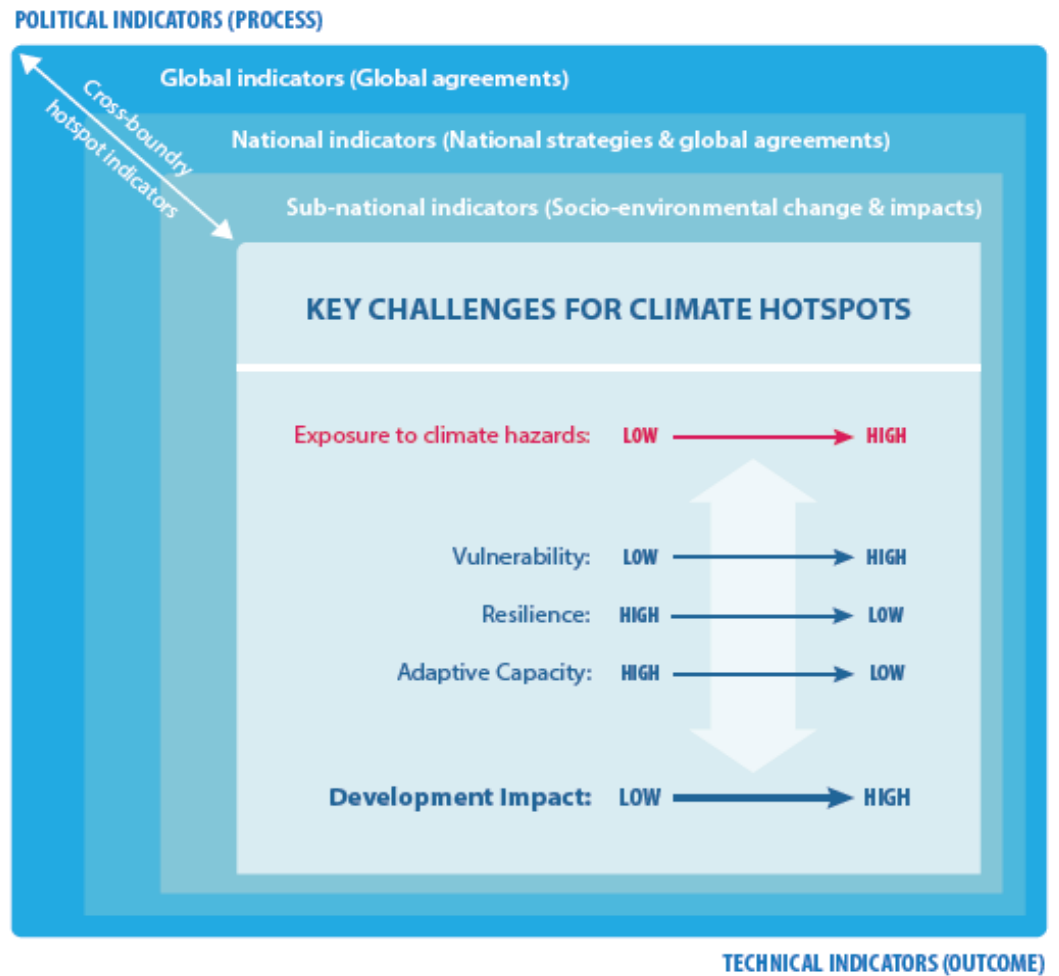 POLITICAL INDICATORS (PROCESS)
Global indicators (Global agreements)
Cross-boundry
hotspot indicators
National indicators (National strategies & global agreements)
Sub-national indicators (Socio-environmental change & impacts)
KEY CHALLENGES FOR CLIMATE HOTSPOTS
Exposure to climate hazards: LOW HIGH
Vulnerability: LOW HIGH
Resilience: HIGH LOW
Adaptive Capacity: HIGH LOW
Development Impact: LOW HIGH
TECHNICAL INDICATORS (OUTCOME)